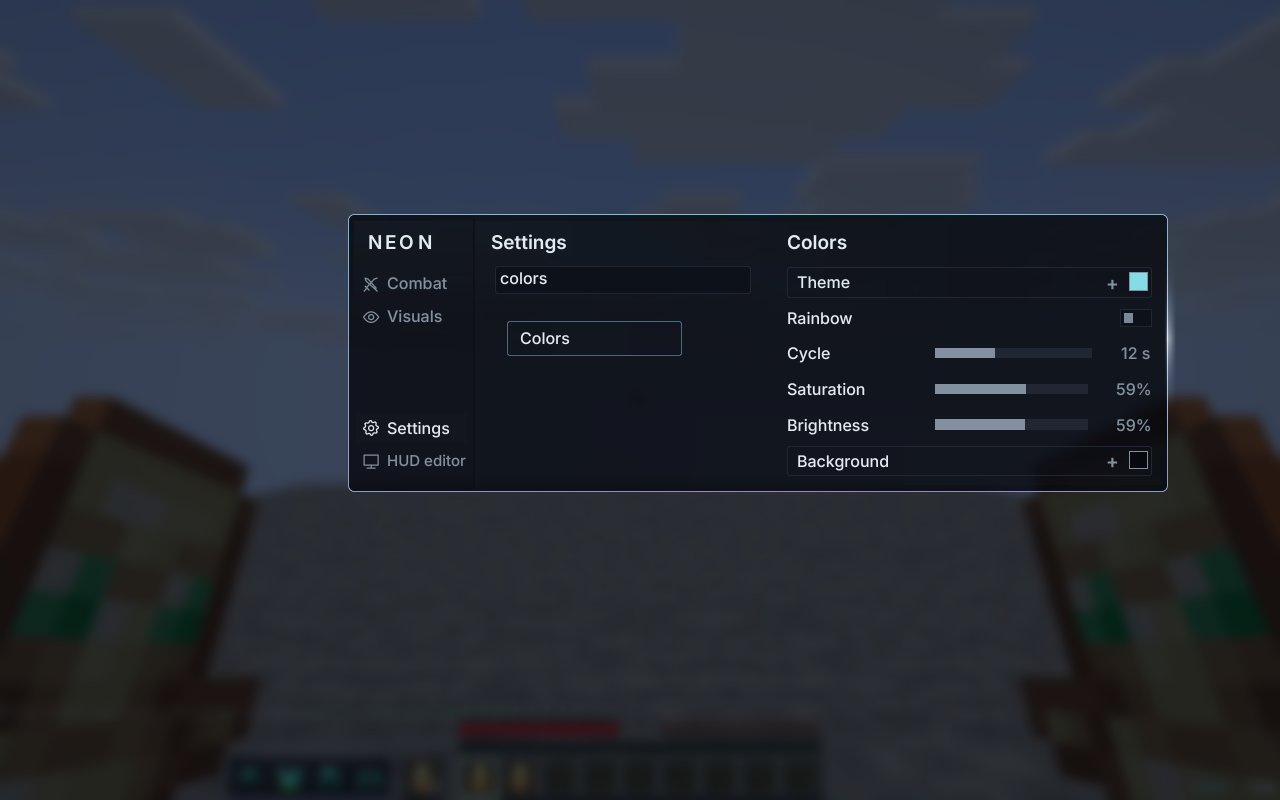 NEON
Combat
Visuals
Settings
HUD editor
Settings
colors
Colors
Colors
Theme +
Rainbow
Cycle 12 s
Saturation 59%
Brightness 59%
Background +